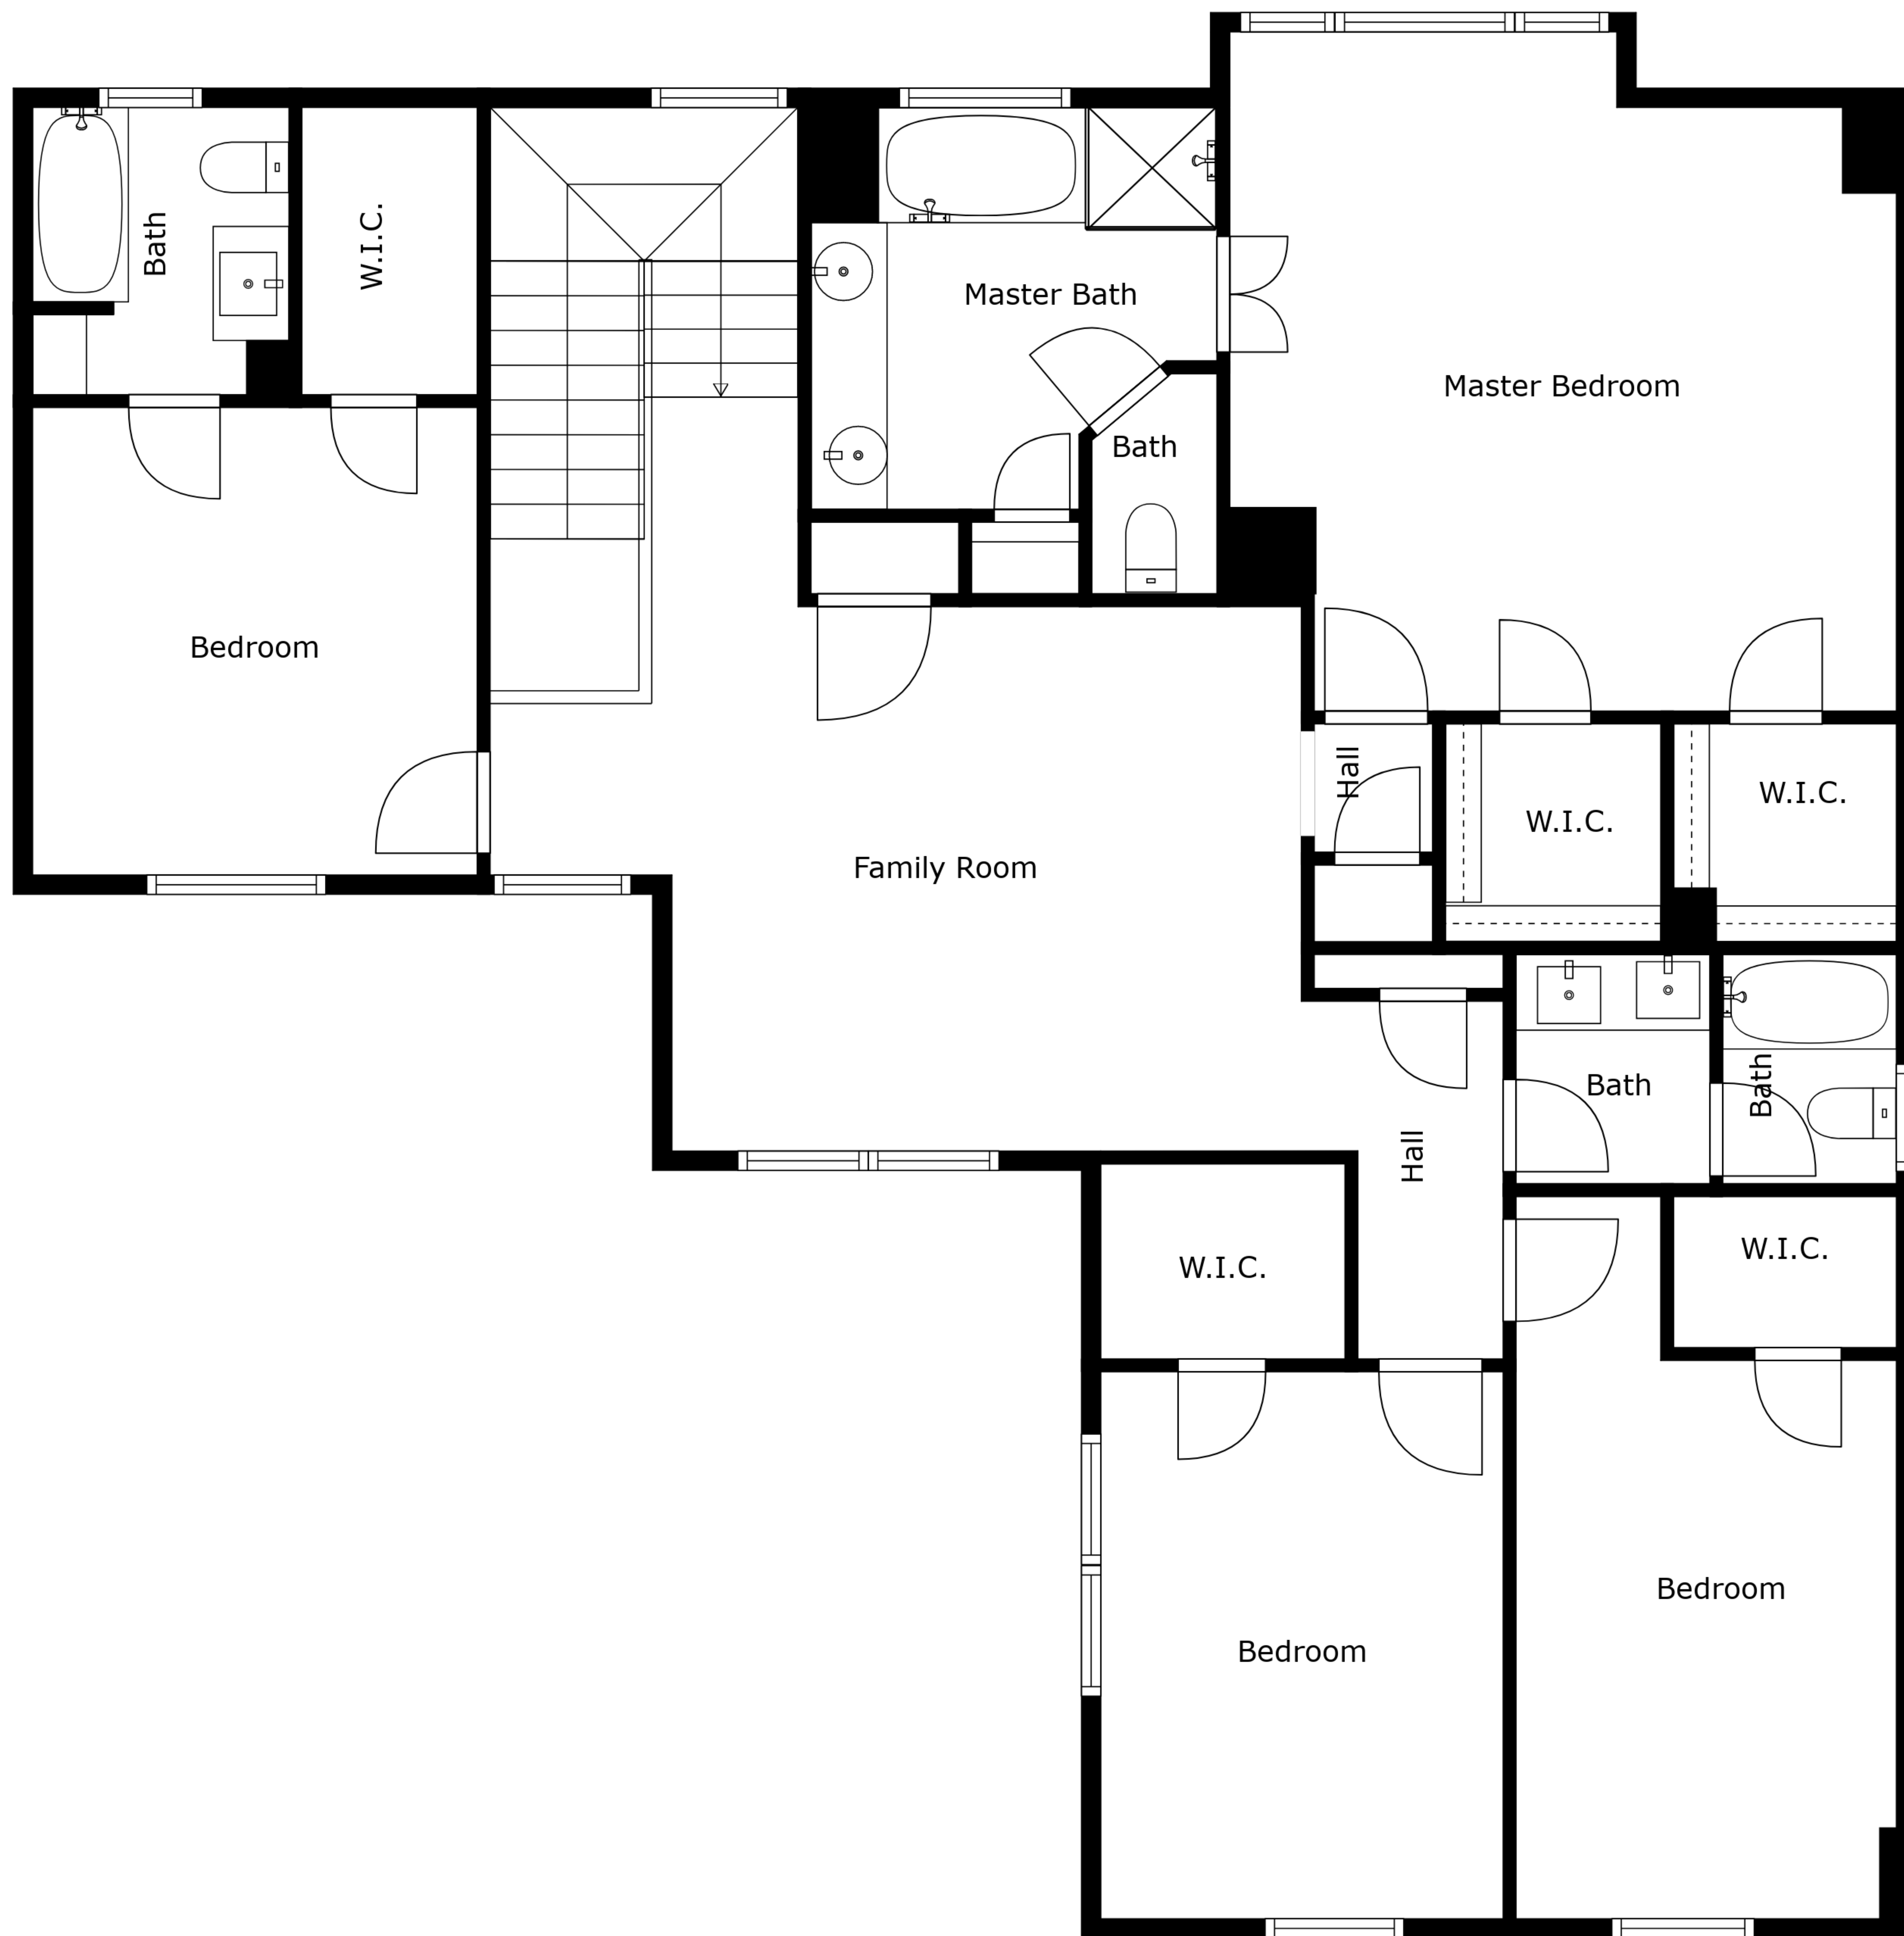 Bath
W.I.C.
Master Bath
Master Bedroom
Bath
Bedroom
Family Room
Hall
W.I.C.
W.I.C.
Bath
Bath
Hall
W.I.C.
W.I.C.
Bedroom
Bedroom